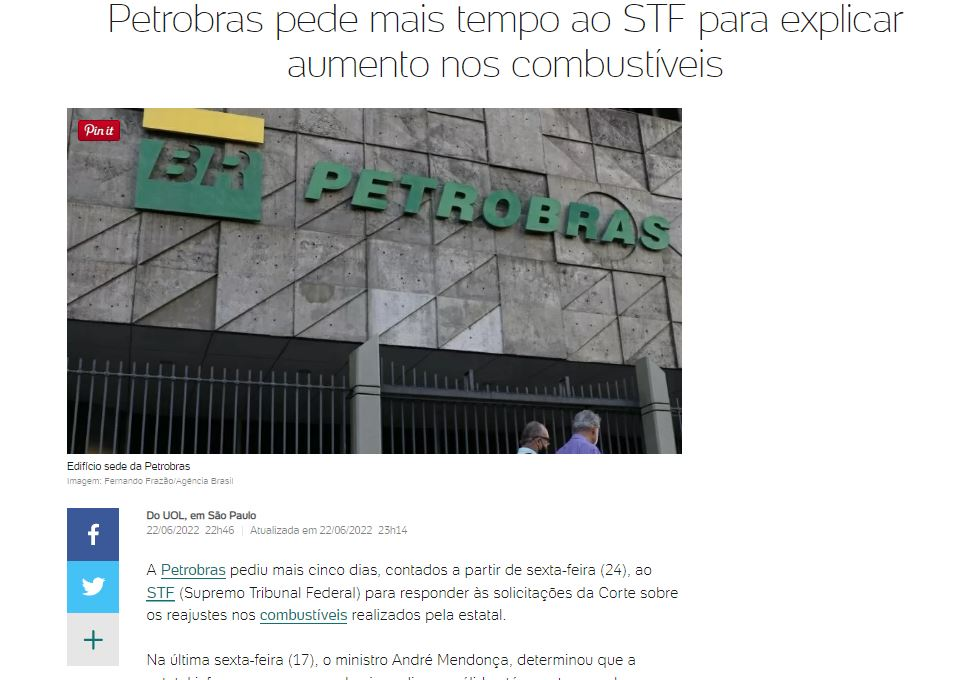 Petrobras pede mais tempo ao STF para explicar
aumento nos combustíveis
Pin it
BR PETROBRAS
Edifício sede da Petrobras
Imagem: Fernando Frazão/Agência Brasil
Do UOL, em São Paulo
22/06/2022 22h46 | Atualizada em 22/06/2022 23h14
A Petrobras pediu mais cinco dias, contados a partir de sexta-feira (24), ao
STF (Supremo Tribunal Federal) para responder às solicitações da Corte sobre
os reajustes nos combustíveis realizados pela estatal.
Na última sexta-feira (17), o ministro André Mendonça, determinou que a